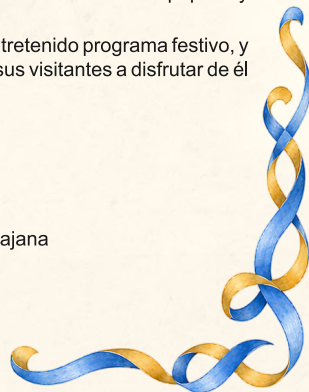 tretenido programa festivo, y
sus visitantes a disfrutar de él
ajana